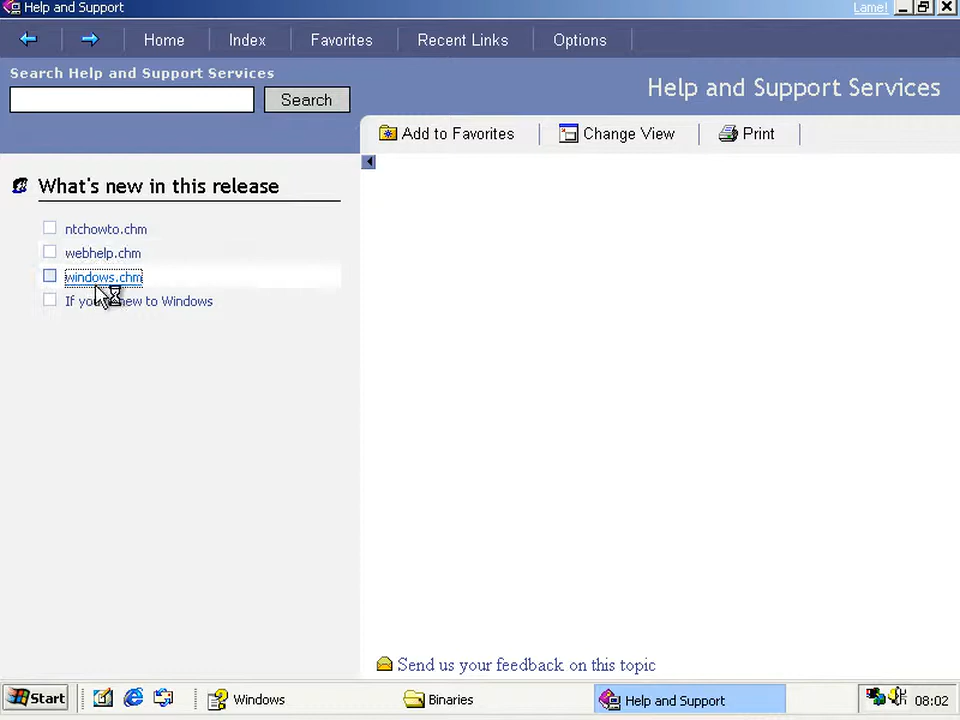 Help and Support
Lame!
Home
Index
Favorites
Recent Links
Options
Search Help and Support Services
Search
Help and Support Services
Add to Favorites
Change View
Print
What's new in this release
ntchowto.chm
webhelp.chm
windows.chm
If you new to Windows
Send us your feedback on this topic
Start
Windows
Binaries
Help and Support
08:02